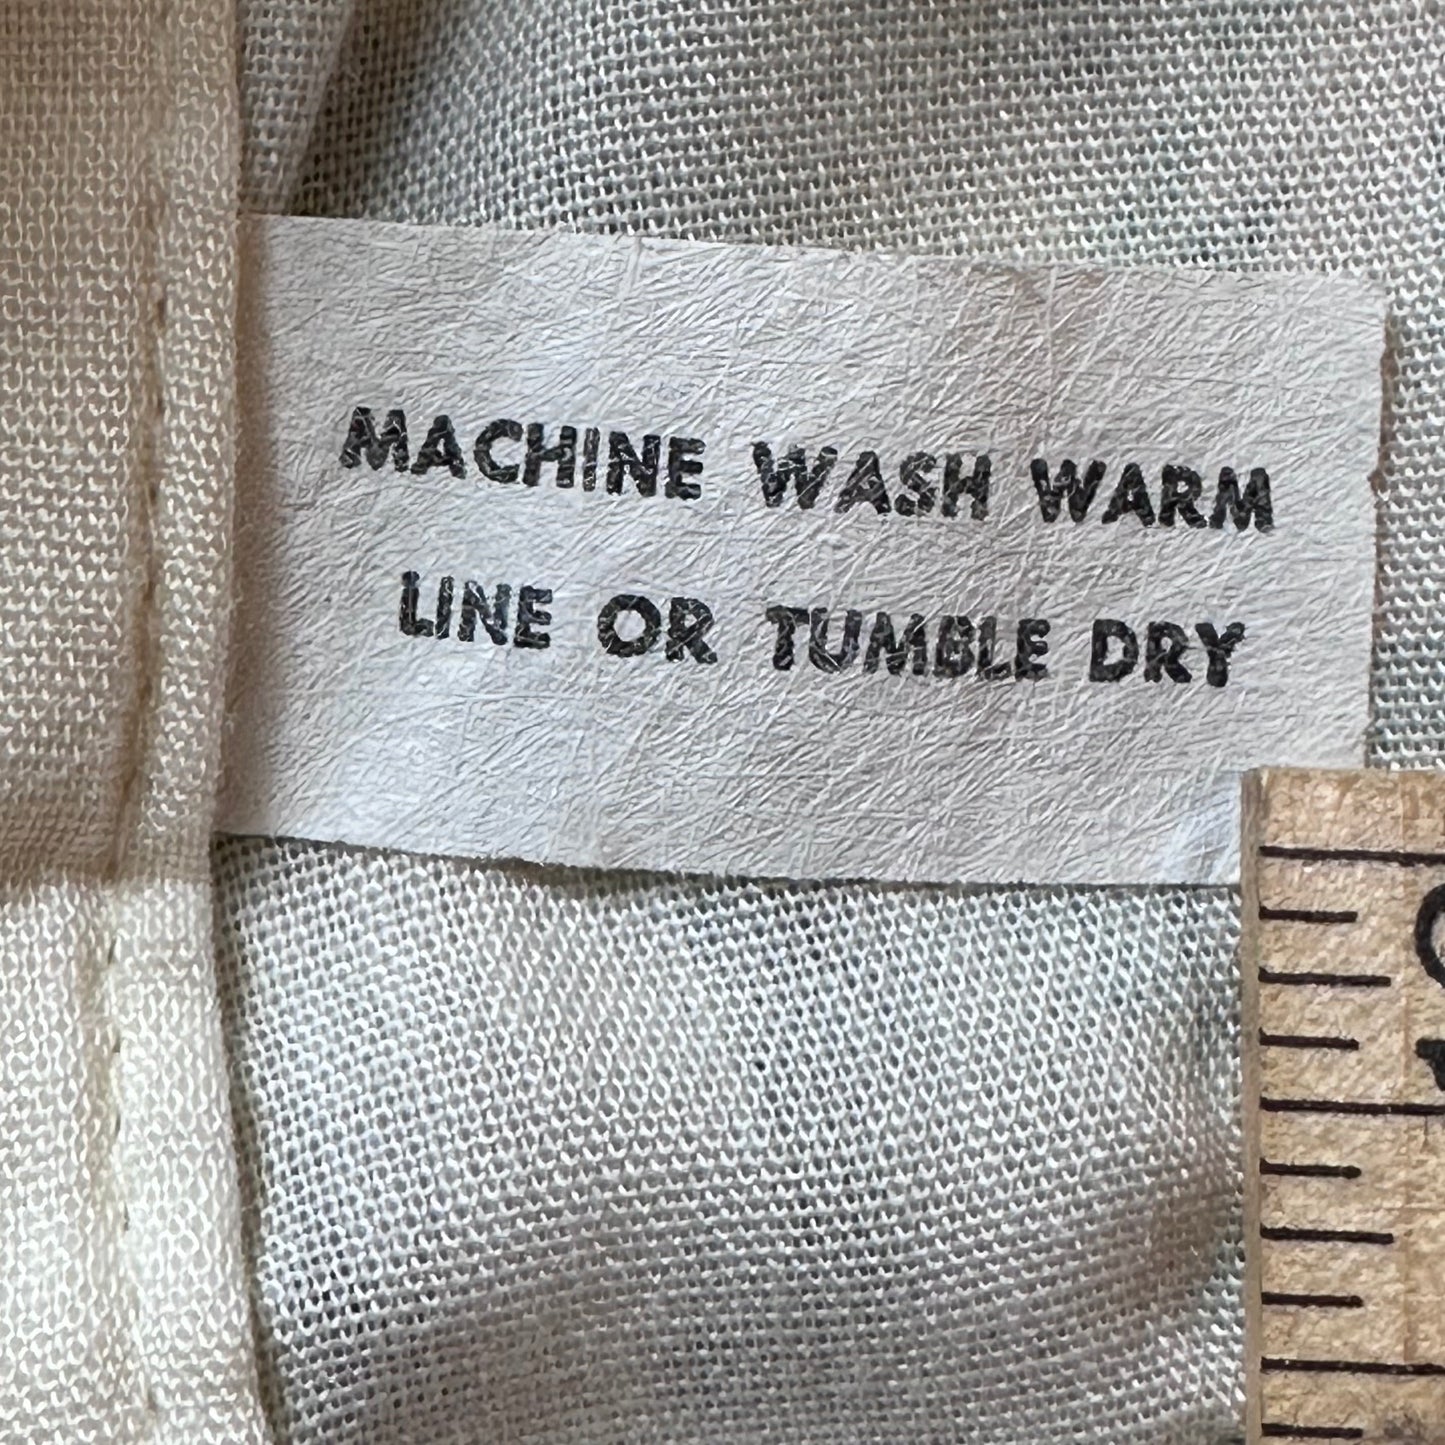 MACHINE WASH WARM
LINE OR TUMBLE DRY